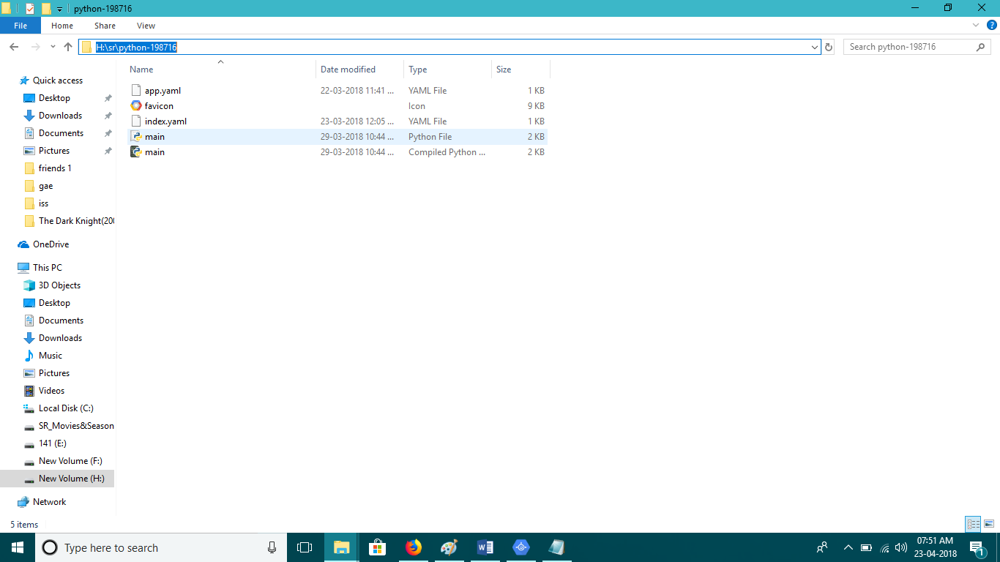 python-198716
File Home Share View
H:\sr\python-198716 Search python-198716
Name Date modified Type Size
app.yaml 22-03-2018 11:41 ... YAML File 1 KB
favicon Icon 9 KB
index.yaml 23-03-2018 12:05 ... YAML File 1 KB
main 29-03-2018 10:44 ... Python File 2 KB
main 29-03-2018 10:44 ... Compiled Python ... 2 KB
Quick access
Desktop
Downloads
Documents
Pictures
friends 1
gae
iss
The Dark Knight(200
OneDrive
This PC
3D Objects
Desktop
Documents
Downloads
Music
Pictures
Videos
Local Disk (C:)
SR_Movies&Season
141 (E:)
New Volume (F:)
New Volume (H:)
Network
5 items
Type here to search
07:51 AM
23-04-2018
1